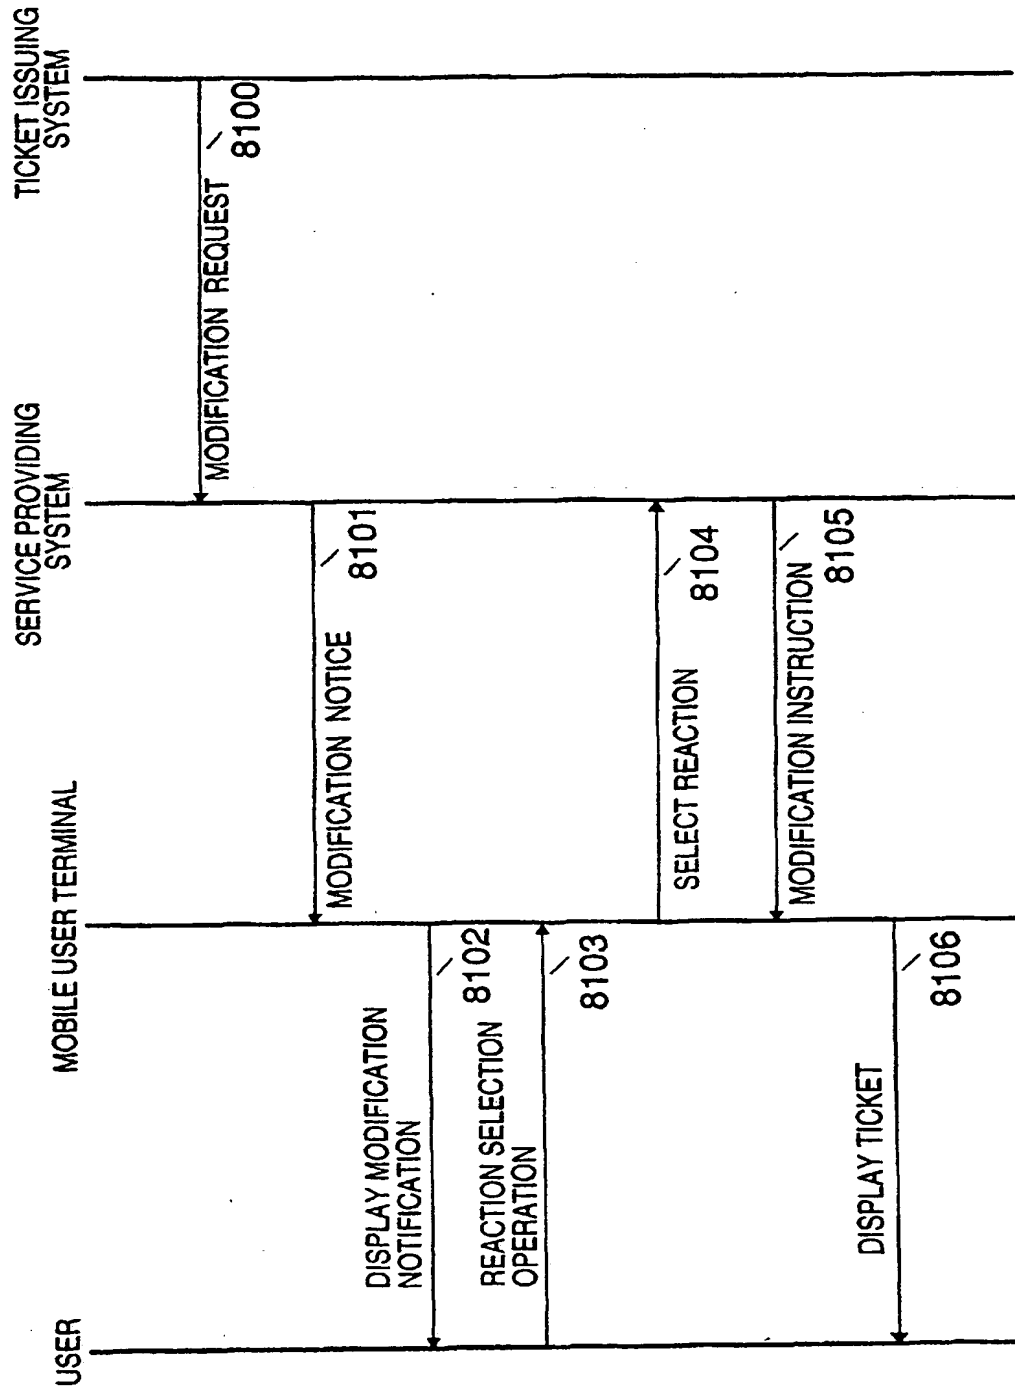 USER
MOBILE USER TERMINAL
SERVICE PROVIDING
SYSTEM
TICKET ISSUING
SYSTEM
MODIFICATION REQUEST
8100
MODIFICATION NOTICE
8101
DISPLAY MODIFICATION
NOTIFICATION
8102
REACTION SELECTION
OPERATION
8103
SELECT REACTION
8104
MODIFICATION INSTRUCTION
8105
DISPLAY TICKET
8106